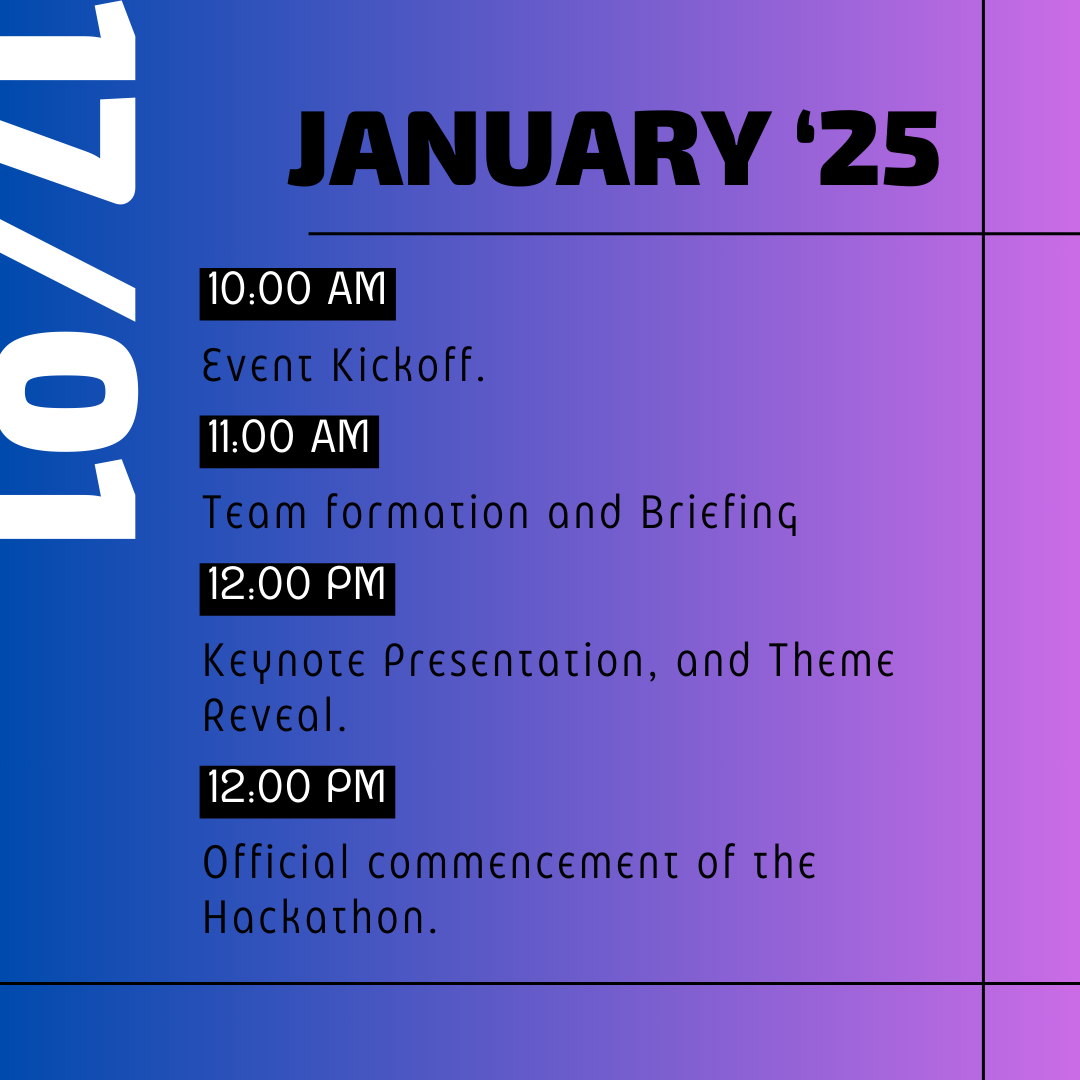 17/01
JANUARY ‘25
10:00 AM
Event Kickoff.
11:00 AM
Team formation and Briefing
12:00 PM
Keynote Presentation, and Theme
Reveal.
12:00 PM
Official commencement of the
Hackathon.